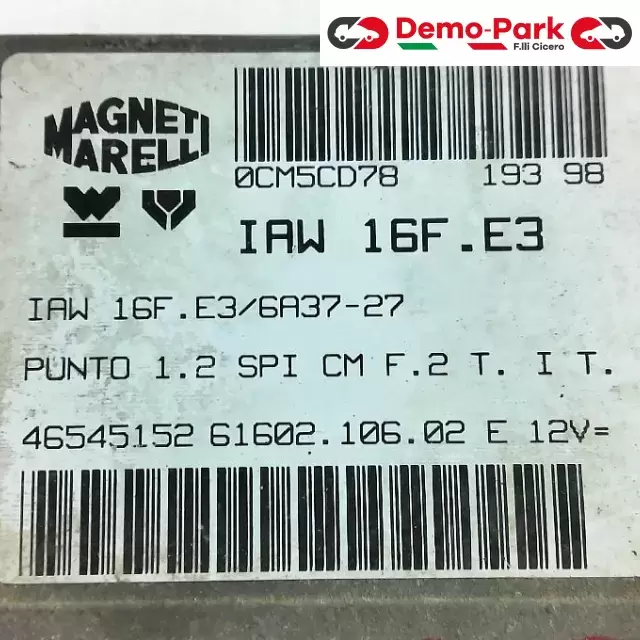 Demo-Park
F.lli Cicero
MAGNETI
MARELLI
0CM5CD78 193 98
IAW 16F.E3
IAW 16F.E3/6A37-27
PUNTO 1.2 SPI CM F.2 T. I T.
46545152 61602.106.02 E 12V=